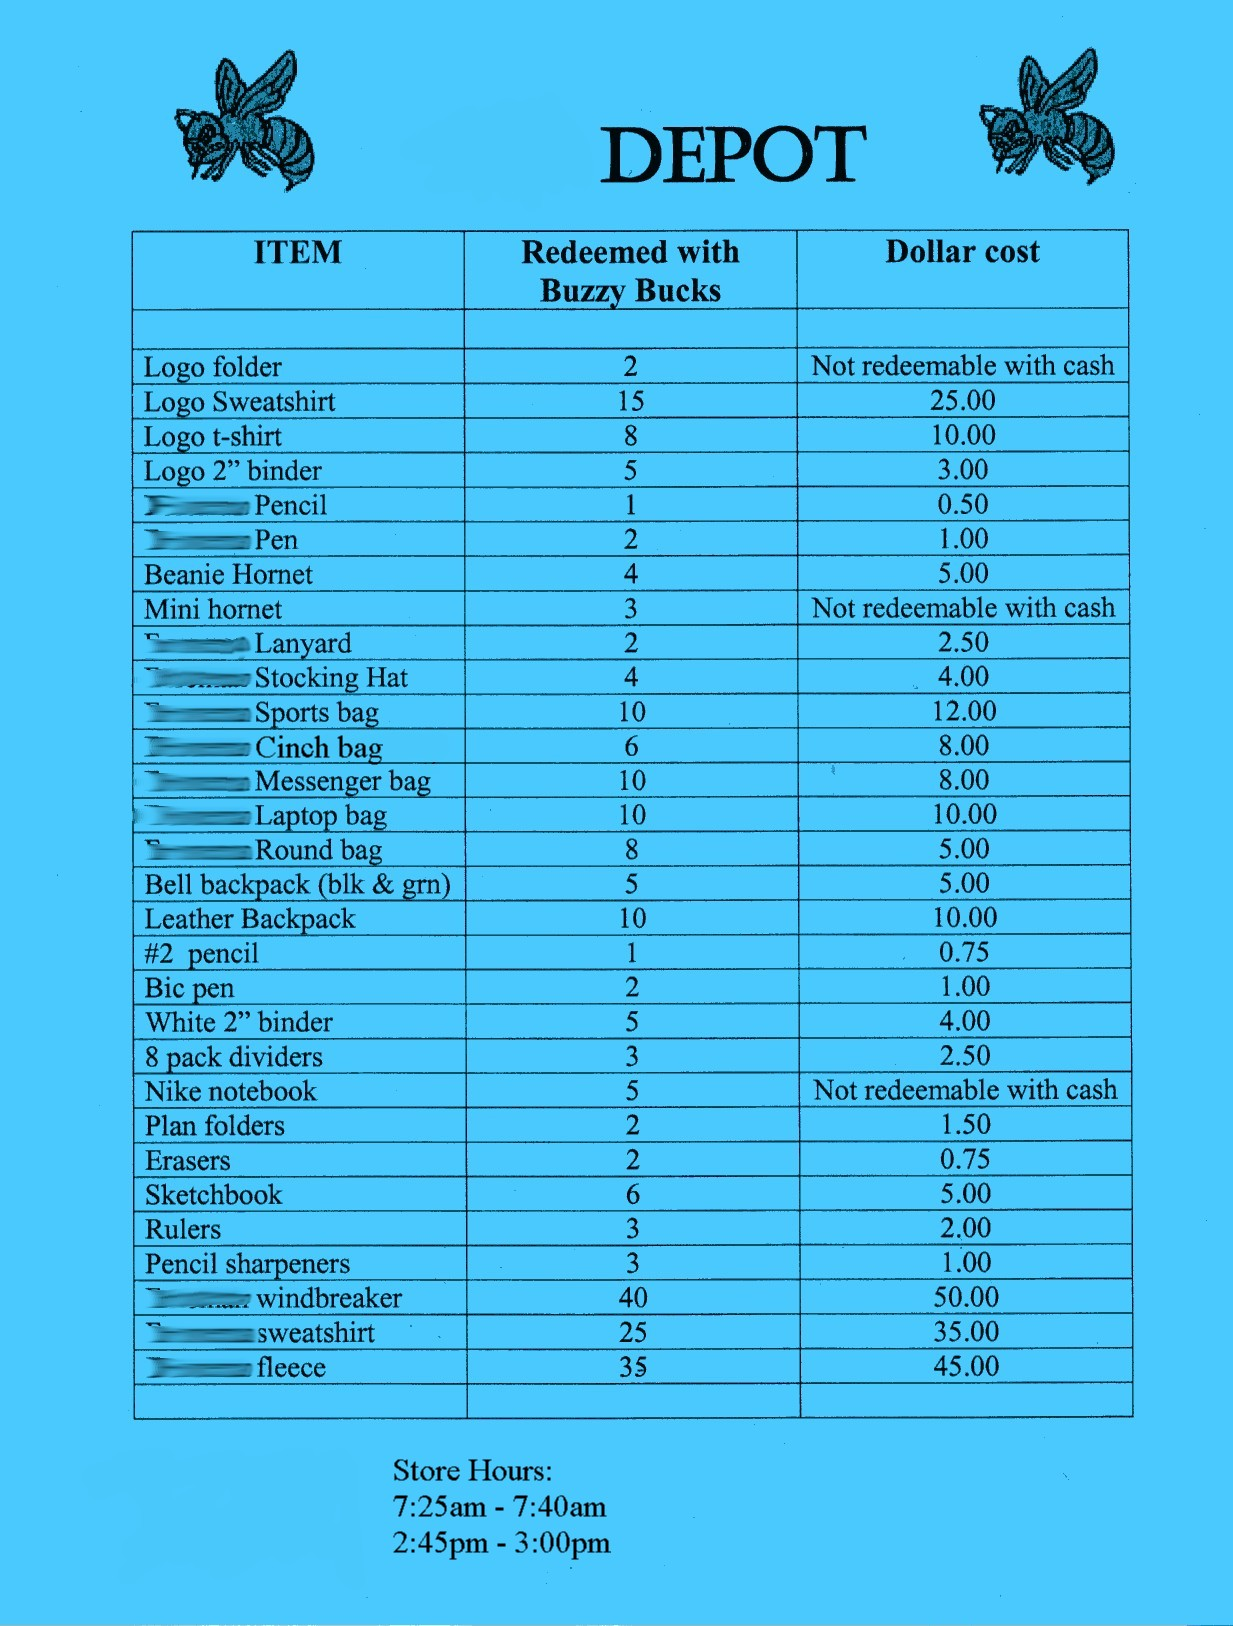 DEPOT
ITEM Redeemed with Buzzy Bucks Dollar cost
Logo folder 2 Not redeemable with cash
Logo Sweatshirt 15 25.00
Logo t-shirt 8 10.00
Logo 2” binder 5 3.00
Pencil 1 0.50
Pen 2 1.00
Beanie Hornet 4 5.00
Mini hornet 3 Not redeemable with cash
Lanyard 2 2.50
Stocking Hat 4 4.00
Sports bag 10 12.00
Cinch bag 6 8.00
Messenger bag 10 8.00
Laptop bag 10 10.00
Round bag 8 5.00
Bell backpack (blk & grn) 5 5.00
Leather Backpack 10 10.00
#2 pencil 1 0.75
Bic pen 2 1.00
White 2” binder 5 4.00
8 pack dividers 3 2.50
Nike notebook 5 Not redeemable with cash
Plan folders 2 1.50
Erasers 2 0.75
Sketchbook 6 5.00
Rulers 3 2.00
Pencil sharpeners 3 1.00
windbreaker 40 50.00
sweatshirt 25 35.00
fleece 35 45.00
Store Hours:
7:25am - 7:40am
2:45pm - 3:00pm